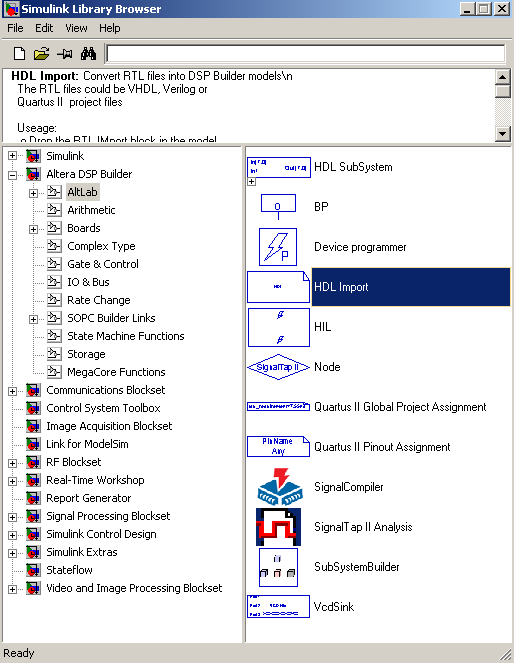 Simulink Library Browser
File Edit View Help
HDL Import: Convert RTL files into DSP Builder models\n
The RTL files could be VHDL, Verilog or
Quartus II project files
Useage:
o Drop the RTL IMport block in the model
Simulink
Altera DSP Builder
AltLab
Arithmetic
Boards
Complex Type
Gate & Control
IO & Bus
Rate Change
SOPC Builder Links
State Machine Functions
Storage
MegaCore Functions
Communications Blockset
Control System Toolbox
Image Acquisition Blockset
Link for ModelSim
RF Blockset
Real-Time Workshop
Report Generator
Signal Processing Blockset
Simulink Control Design
Simulink Extras
Stateflow
Video and Image Processing Blockset
HDL SubSystem
BP
Device programmer
P
HDL HDL Import
HIL
SignalTap II Node
Quartus II Global Project Assignment
PinName
Any
Quartus II Pinout Assignment
SignalCompiler
SignalTap II Analysis
SubSystemBuilder
VcdSink
Ready